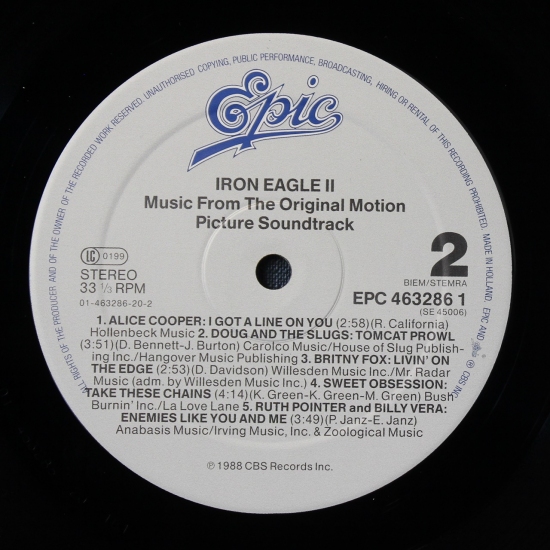 ALL RIGHTS OF THE PRODUCER AND OF THE OWNER OF THE RECORDED WORK RESERVED. UNAUTHORISED COPYING, PUBLIC PERFORMANCE, BROADCASTING, HIRING OR RENTAL OF THIS RECORDING PROHIBITED. MADE IN HOLLAND. EPIC AND
CBS INC.
Epic
IRON EAGLE II
Music From The Original Motion
Picture Soundtrack
LC 0199
STEREO
33 1/3 RPM
01-463286-20-2
2
BIEM/STEMRA
EPC 463286 1
(SE 45006)
1. ALICE COOPER: I GOT A LINE ON YOU (2:58)(R. California)
Hollenbeck Music 2. DOUG AND THE SLUGS: TOMCAT PROWL
(3:51)(D. Bennett-J. Burton) Carolco Music/House of Slug Publish-
ing Inc./Hangover Music Publishing 3. BRITNY FOX: LIVIN' ON
THE EDGE (2:53)(D. Davidson) Willesden Music Inc./Mr. Radar
Music (adm. by Willesden Music Inc.) 4. SWEET OBSESSION:
TAKE THESE CHAINS (4:14)(K. Green-K. Green-M. Green) Bush
Burnin' Inc./La Love Lane 5. RUTH POINTER and BILLY VERA:
ENEMIES LIKE YOU AND ME (3:49)(P. Janz-E. Janz)
Anabasis Music/Irving Music, Inc. & Zoological Music
℗ 1988 CBS Records Inc.